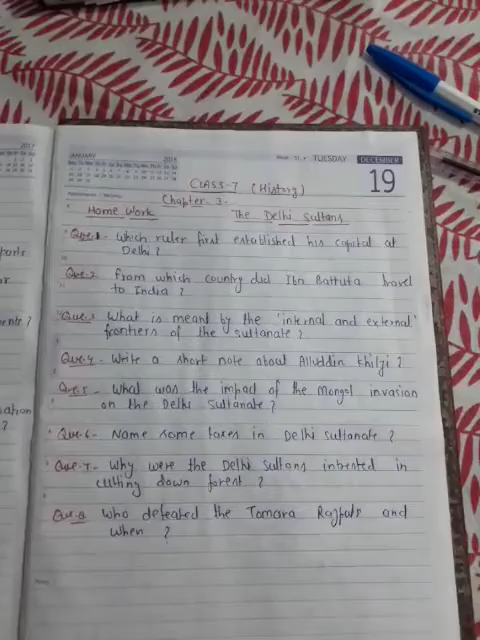 2017
JANUARY 2018
TUESDAY DECEMBER
19
CLASS-7 (History)
Chapter 3-
Home Work The Delhi Sultans
Que.1- Which ruler first established his capital at
Delhi ?
Que.2 From which country did Ibn Battuta travel
to India ?
Que.3 What is meant by the 'internal and external'
frontiers of the sultanate ?
Que.4- Write a short note about Alluddin Khilji ?
Que.5- What was the impact of the Mongol invasion
on the Delhi Sultanate ?
Que.6- Name some taxes in Delhi sultanate ?
Que.7- Why were the Delhi sultans intrested in
cutting down forest ?
Que.8 Who defeated the Tomara Rajputs and
when ?